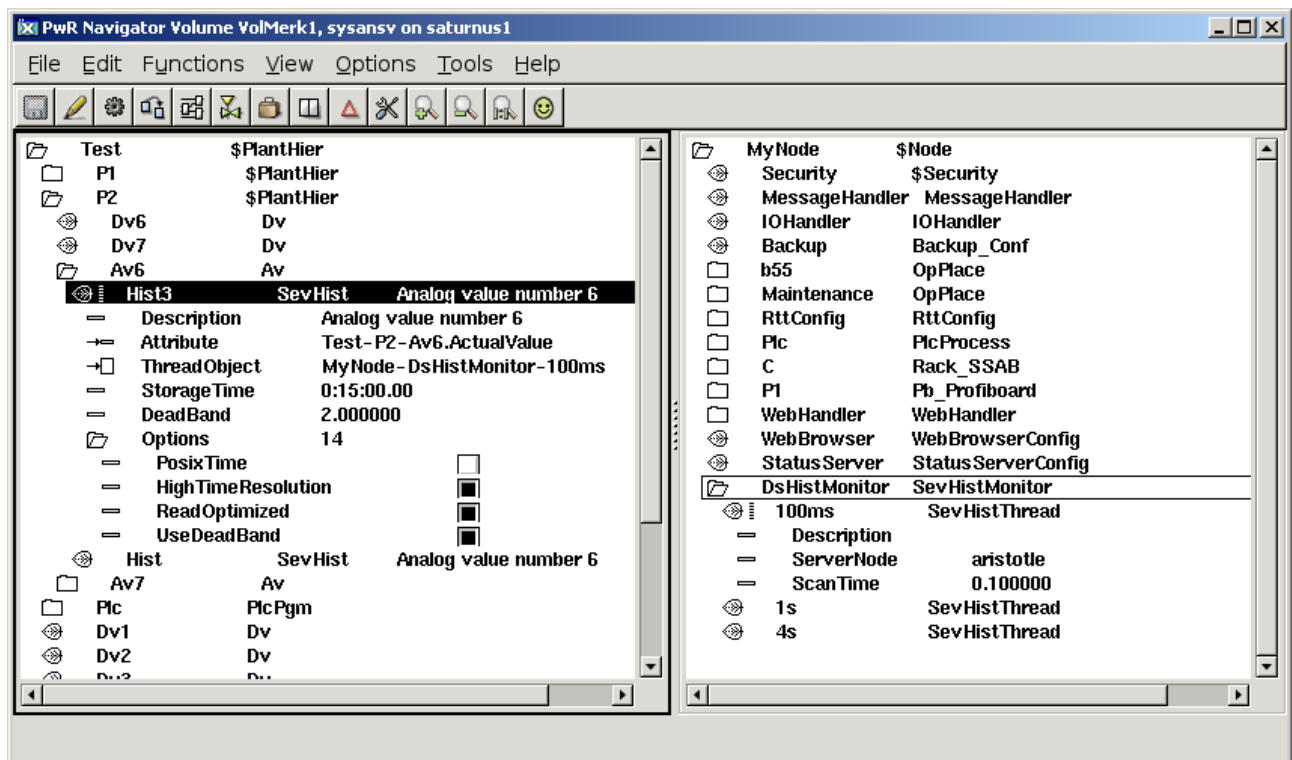 PwR Navigator Volume VolMerk1, sysansv on saturnus1
File Edit Functions View Options Tools Help
Test $PlantHier
P1 $PlantHier
P2 $PlantHier
Dv6 Dv
Dv7 Dv
Av6 Av
Hist3 SevHist Analog value number 6
Description Analog value number 6
Attribute Test-P2-Av6.ActualValue
ThreadObject MyNode-DsHistMonitor-100ms
StorageTime 0:15:00.00
DeadBand 2.000000
Options 14
PosixTime
HighTimeResolution
ReadOptimized
UseDeadBand
Hist SevHist Analog value number 6
Av7 Av
Plc PlcPgm
Dv1 Dv
Dv2 Dv
Dv3 Dv
MyNode $Node
Security $Security
MessageHandler MessageHandler
IOHandler IOHandler
Backup Backup_Conf
b55 OpPlace
Maintenance OpPlace
RttConfig RttConfig
Plc PlcProcess
C Rack_SSAB
P1 Pb_Profiboard
WebHandler WebHandler
WebBrowser WebBrowserConfig
StatusServer StatusServerConfig
DsHistMonitor SevHistMonitor
100ms SevHistThread
Description
ServerNode aristotle
ScanTime 0.100000
1s SevHistThread
4s SevHistThread